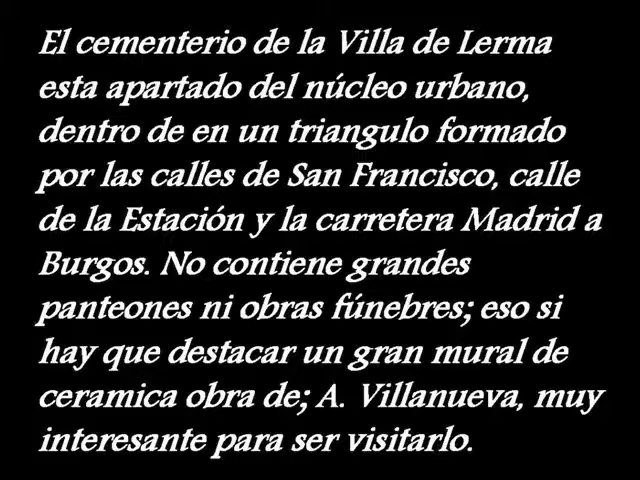 El cementerio de la Villa de Lerma
esta apartado del núcleo urbano,
dentro de en un triangulo formado
por las calles de San Francisco, calle
de la Estación y la carretera Madrid a
Burgos. No contiene grandes
panteones ni obras fúnebres; eso si
hay que destacar un gran mural de
ceramica obra de; A. Villanueva, muy
interesante para ser visitarlo.